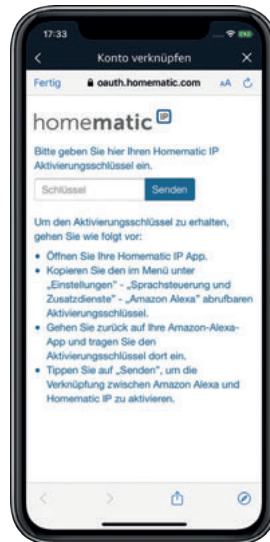 17:33
Konto verknüpfen
Fertig oauth.homematic.com AA
homematic IP
Bitte geben Sie hier Ihren Homematic IP
Aktivierungsschlüssel ein.
Schlüssel Senden
Um den Aktivierungsschlüssel zu erhalten,
gehen Sie wie folgt vor:
• Öffnen Sie Ihre Homematic IP App.
• Kopieren Sie den im Menü unter
„Einstellungen" - „Sprachsteuerung und
Zusatzdienste" - „Amazon Alexa" abrufbaren
Aktivierungsschlüssel.
• Gehen Sie zurück auf Ihre Amazon-Alexa-
App und tragen Sie den
Aktivierungsschlüssel dort ein.
• Tippen Sie auf „Senden", um die
Verknüpfung zwischen Amazon Alexa und
Homematic IP zu aktivieren.